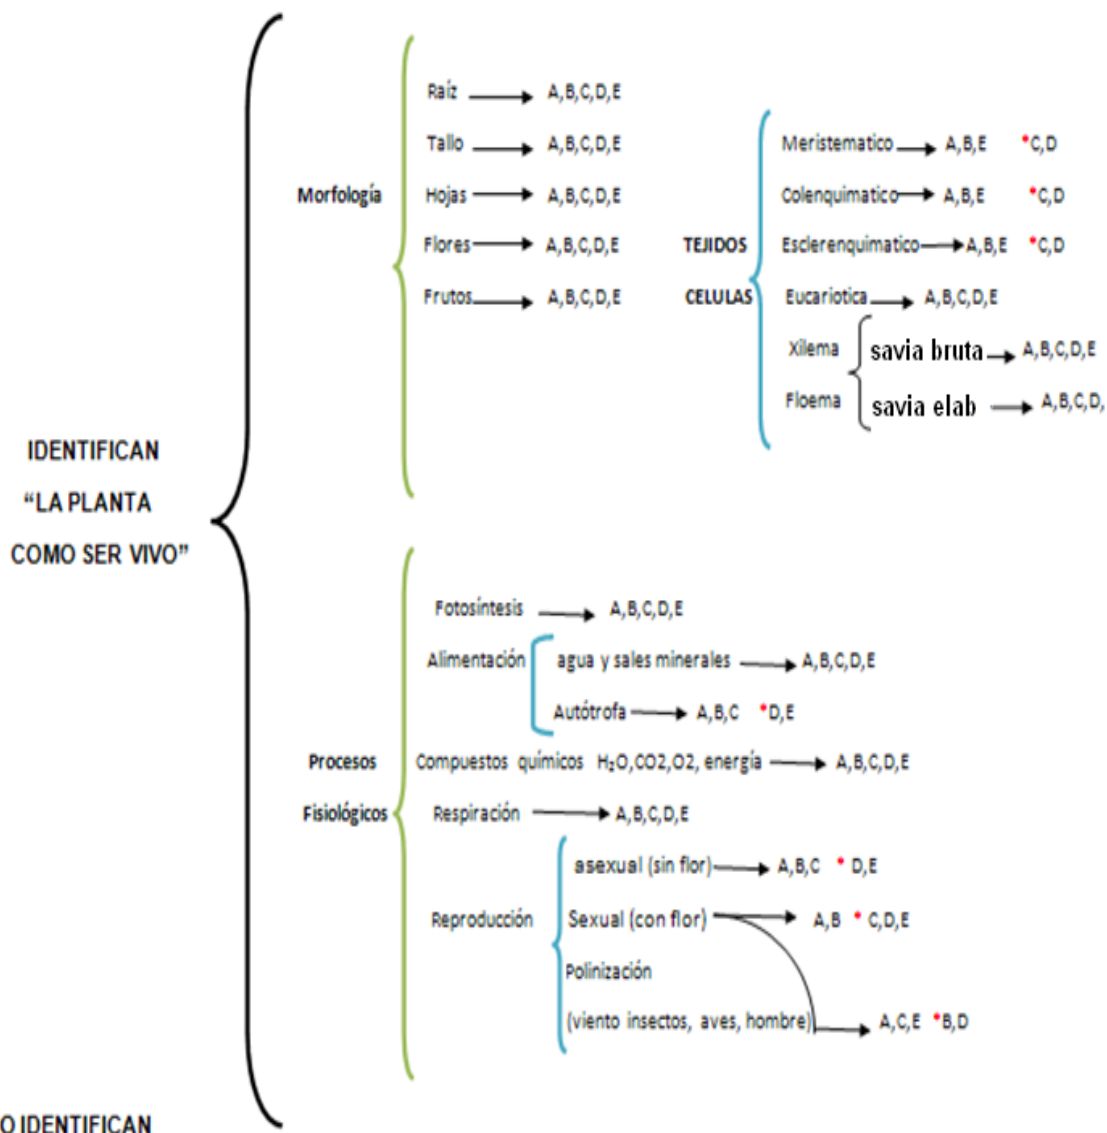 IDENTIFICAN
“LA PLANTA
COMO SER VIVO”
Morfología
Raíz A,B,C,D,E
Tallo A,B,C,D,E
Hojas A,B,C,D,E
Flores A,B,C,D,E
Frutos A,B,C,D,E
TEJIDOS
CELULAS
Meristematico A,B,E *C,D
Colenquimatico A,B,E *C,D
Esclerenquimatico A,B,E *C,D
Eucariotica A,B,C,D,E
Xilema savia bruta A,B,C,D,E
Floema savia elab A,B,C,D,
Procesos
Fisiológicos
Fotosíntesis A,B,C,D,E
Alimentación agua y sales minerales A,B,C,D,E
Autótrofa A,B,C *D,E
Compuestos químicos H₂O,CO2,O2, energía A,B,C,D,E
Respiración A,B,C,D,E
Reproducción
asexual (sin flor) A,B,C * D,E
Sexual (con flor) A,B * C,D,E
Polinización
(viento insectos, aves, hombre) A,C,E *B,D
O IDENTIFICAN